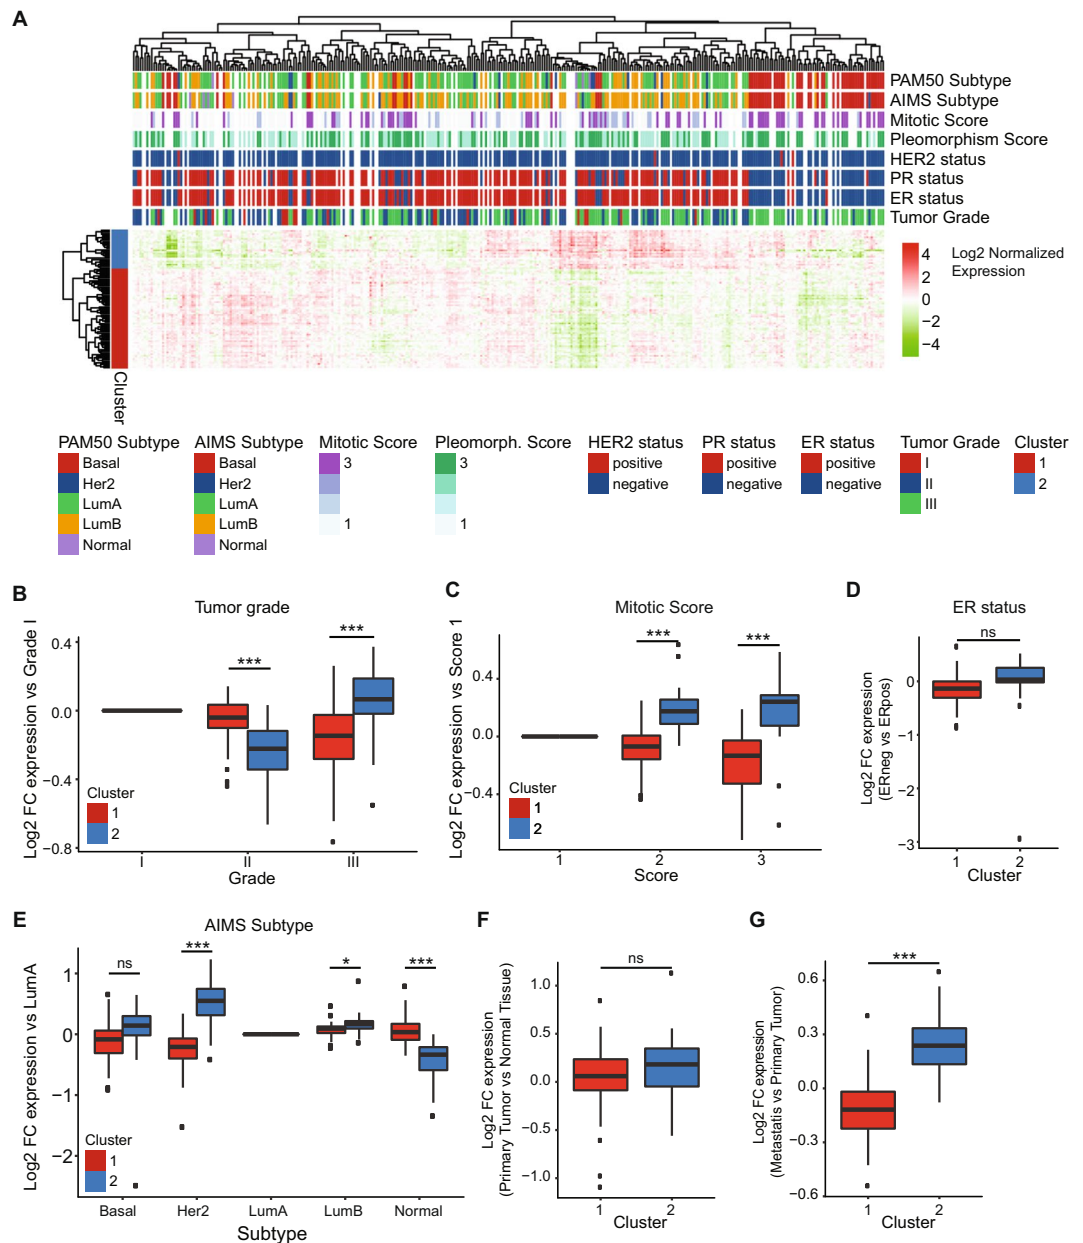 A
PAM50 Subtype
AIMS Subtype
Mitotic Score
Pleomorphism Score
HER2 status
PR status
ER status
Tumor Grade
4
2
0
−2
−4
Log2 Normalized
Expression
Cluster
PAM50 Subtype
Basal
Her2
LumA
LumB
Normal
AIMS Subtype
Basal
Her2
LumA
LumB
Normal
Mitotic Score
3
1
Pleomorph. Score
3
1
HER2 status
positive
negative
PR status
positive
negative
ER status
positive
negative
Tumor Grade
I
II
III
Cluster
1
2
B
Tumor grade
Log2 FC expression vs Grade I
0.4
0.0
−0.4
−0.8
***
***
Cluster
1
2
I II III
Grade
C
Mitotic Score
Log2 FC expression vs Score 1
0.4
0.0
−0.4
***
***
Cluster
1
2
1 2 3
Score
D
ER status
Log2 FC expression
(ERneg vs ERpos)
0
−1
−2
−3
ns
1 2
Cluster
E
AIMS Subtype
Log2 FC expression vs LumA
1
0
−1
−2
ns
***
*
***
Cluster
1
2
Basal Her2 LumA LumB Normal
Subtype
F
Log2 FC expression
(Primary Tumor vs Normal Tissue)
1.0
0.5
0.0
−0.5
−1.0
ns
1 2
Cluster
G
Log2 FC expression
(Metastatis vs Primary Tumor)
0.6
0.3
0.0
−0.3
−0.6
***
1 2
Cluster